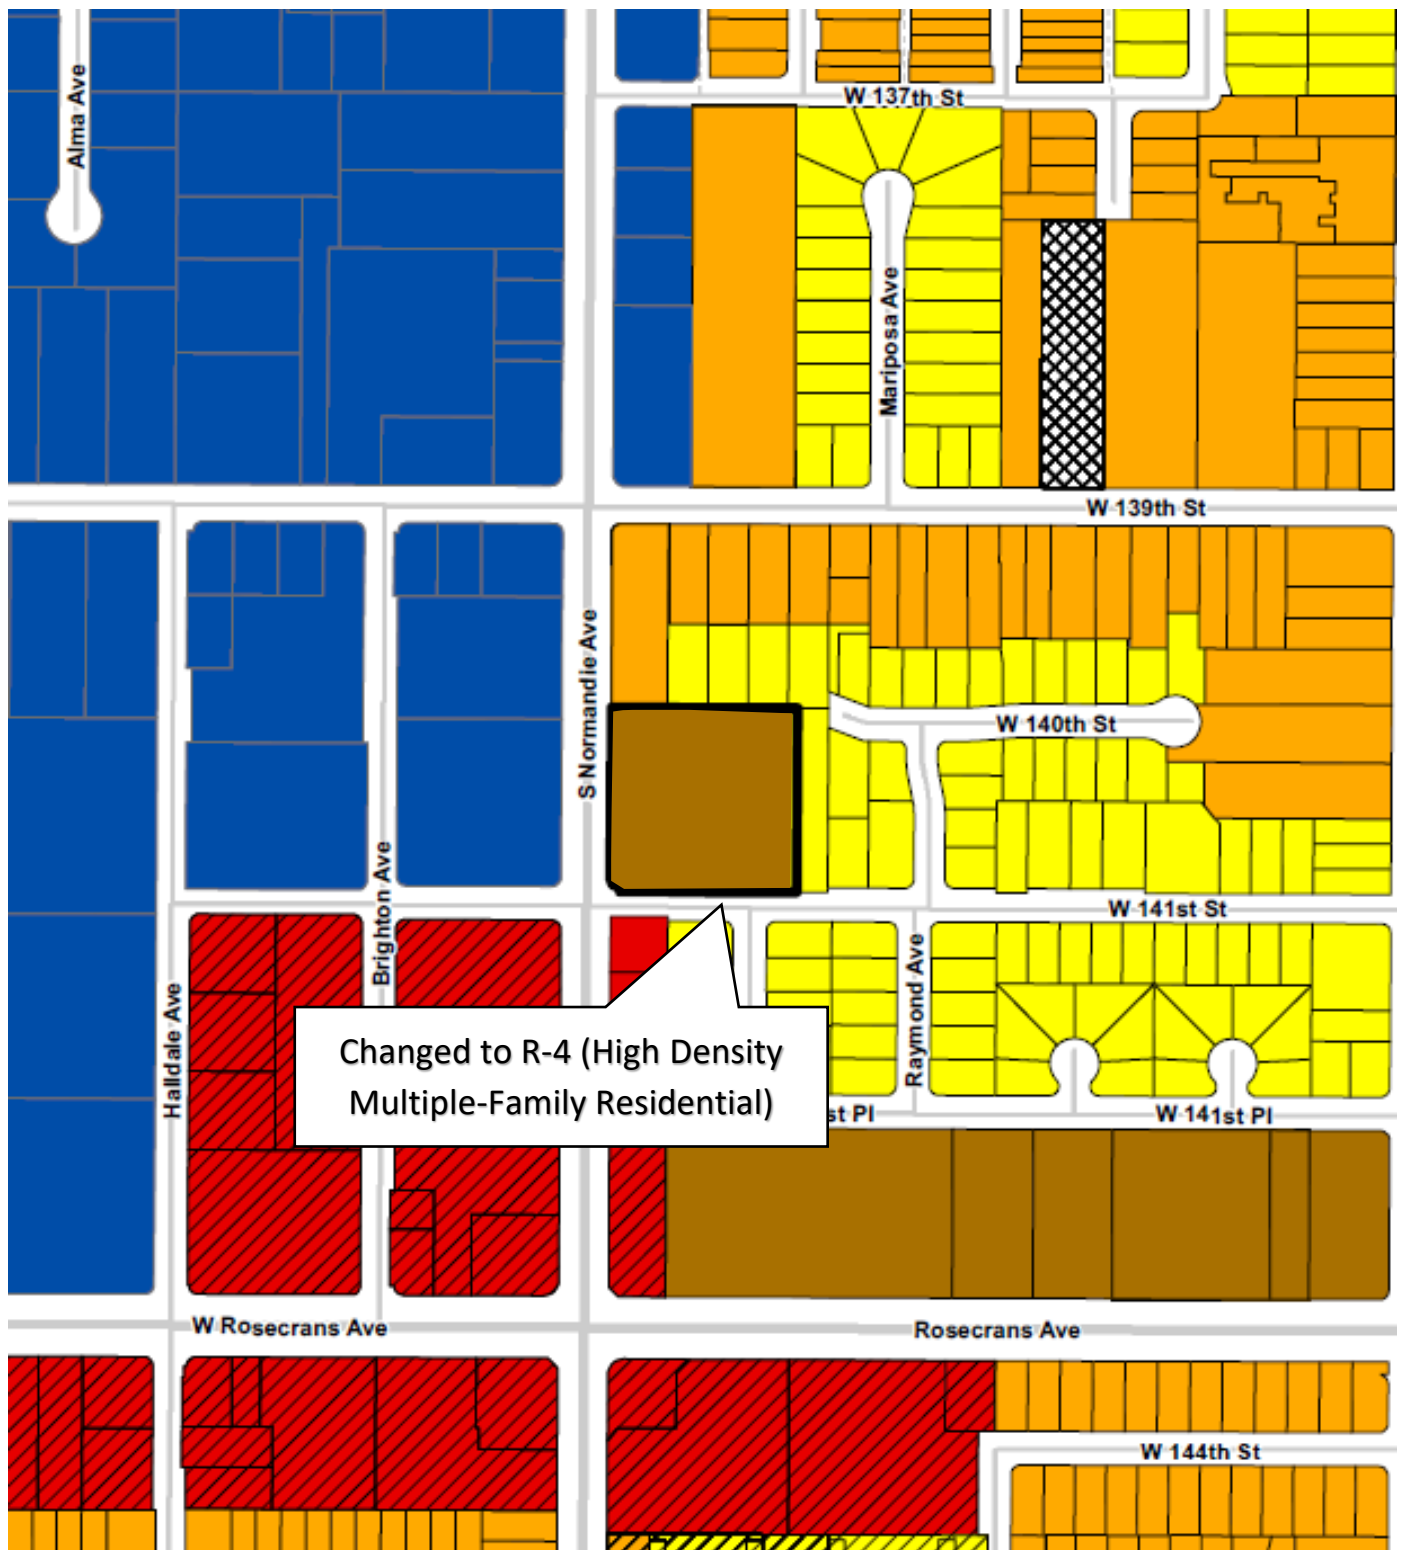 Alma Ave
W 137th St
Mariposa Ave
W 139th St
S Normandie Ave
W 140th St
Brighton Ave
W 141st St
Halldale Ave
Raymond Ave
Changed to R-4 (High Density
Multiple-Family Residential)
st Pl
W 141st Pl
W Rosecrans Ave
Rosecrans Ave
W 144th St